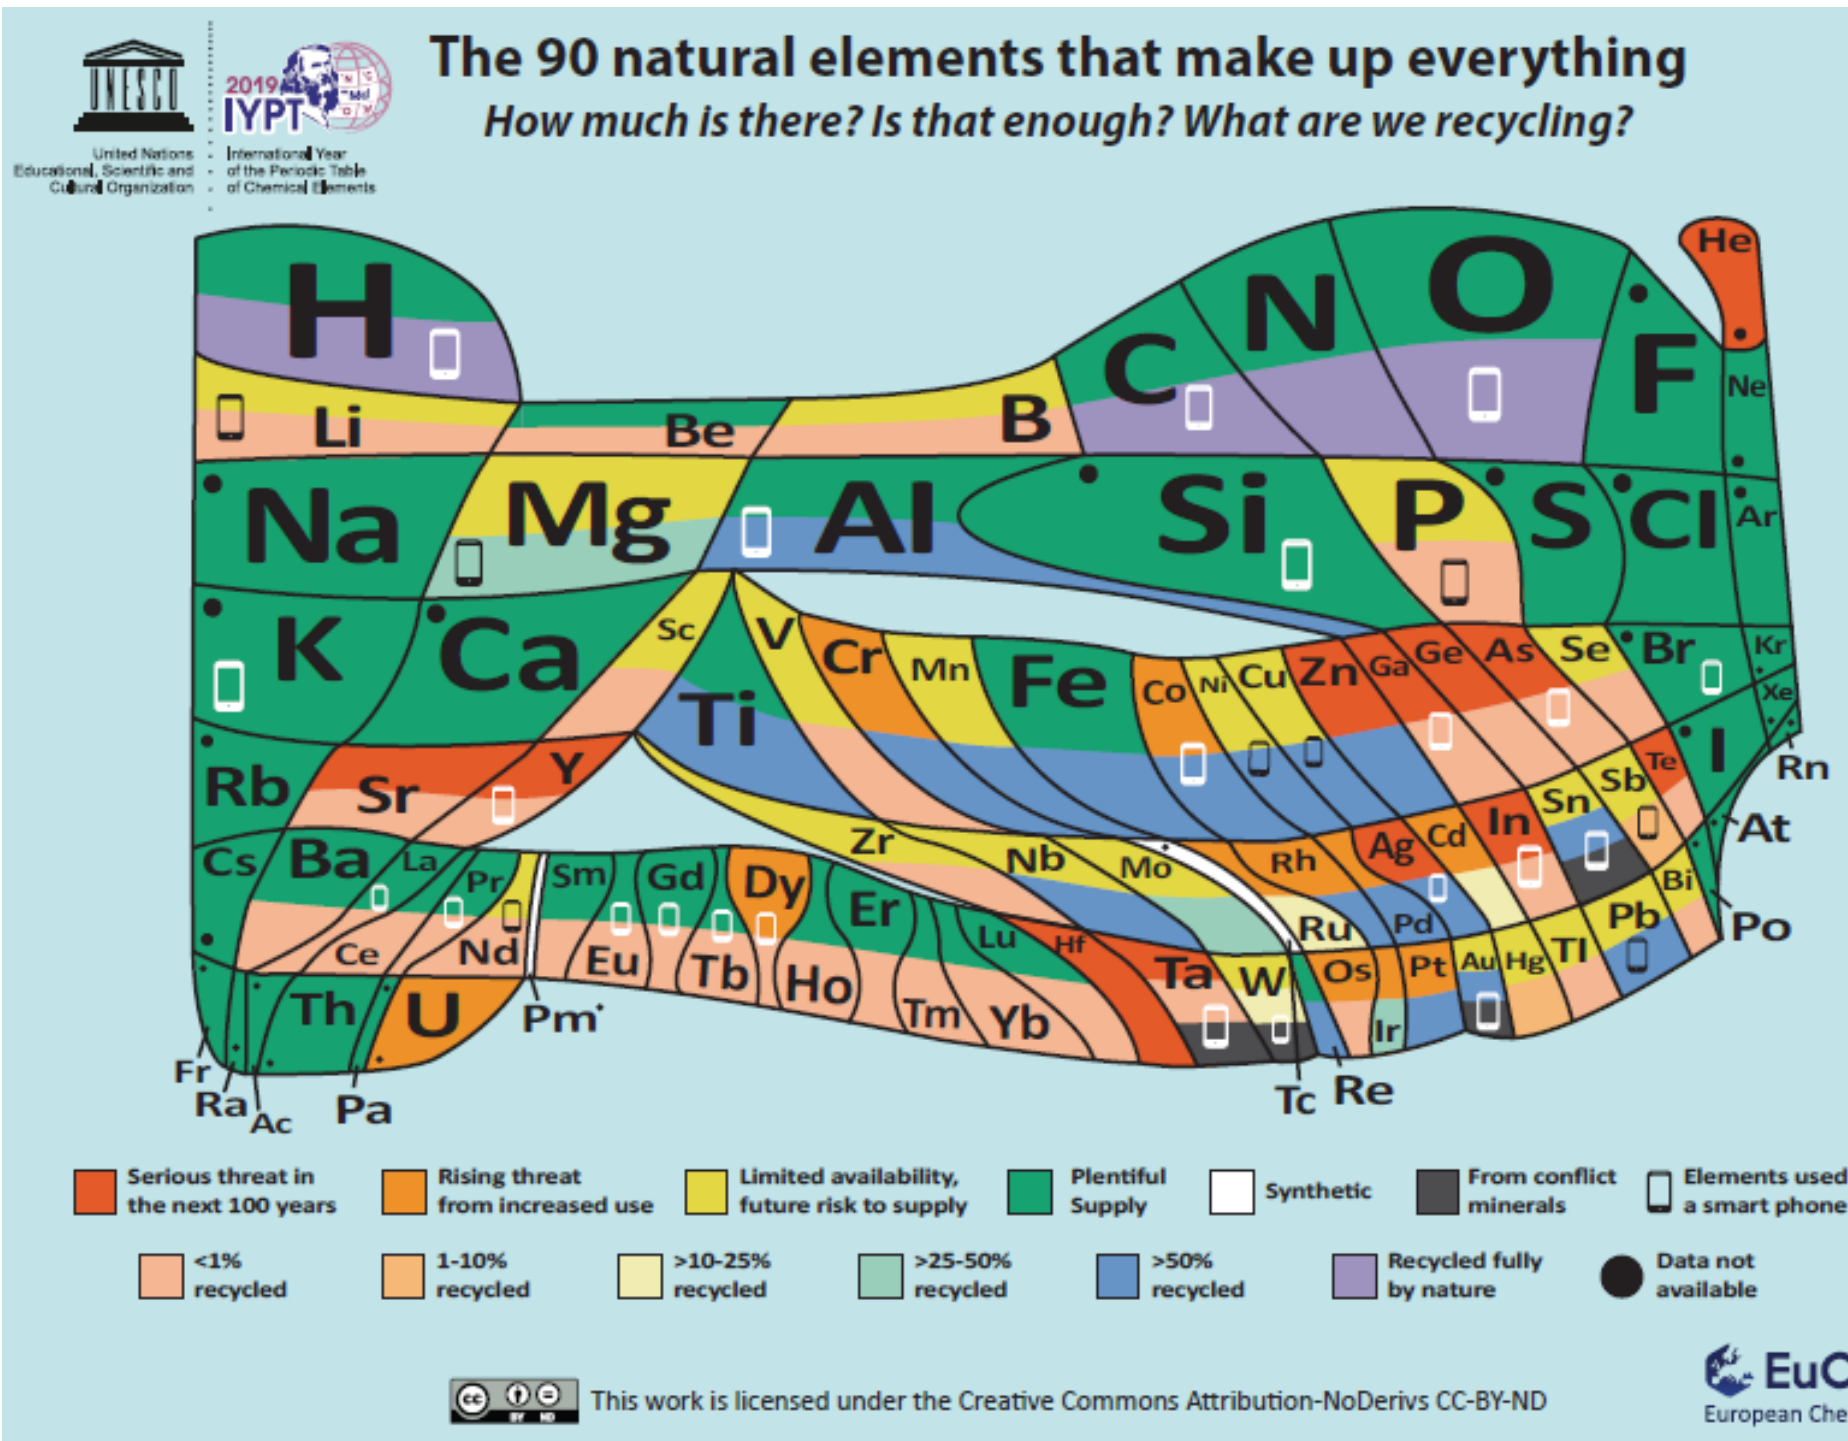 The 90 natural elements that make up everything
How much is there? Is that enough? What are we recycling?
UNESCO
2019
IYPT
United Nations
Educational, Scientific and
Cultural Organization
International Year
of the Periodic Table
of Chemical Elements
H He
Li Be B C N O F Ne
Na Mg Al Si P S Cl Ar
K Ca Sc Ti V Cr Mn Fe Co Ni Cu Zn Ga Ge As Se Br Kr
Rb Sr Y Zr Nb Mo Tc Ru Rh Pd Ag Cd In Sn Sb Te I Xe
Cs Ba La Ce Pr Nd Pm Sm Eu Gd Tb Dy Ho Er Tm Yb Lu Hf Ta W Re Os Ir Pt Au Hg Tl Pb Bi Po At Rn
Fr Ra Ac Th Pa U
Serious threat in
the next 100 years
Rising threat
from increased use
Limited availability,
future risk to supply
Plentiful
Supply
Synthetic
From conflict
minerals
Elements used
a smart phone
<1%
recycled
1-10%
recycled
>10-25%
recycled
>25-50%
recycled
>50%
recycled
Recycled fully
by nature
Data not
available
cc BY ND
This work is licensed under the Creative Commons Attribution-NoDerivs CC-BY-ND
EuC
European Che